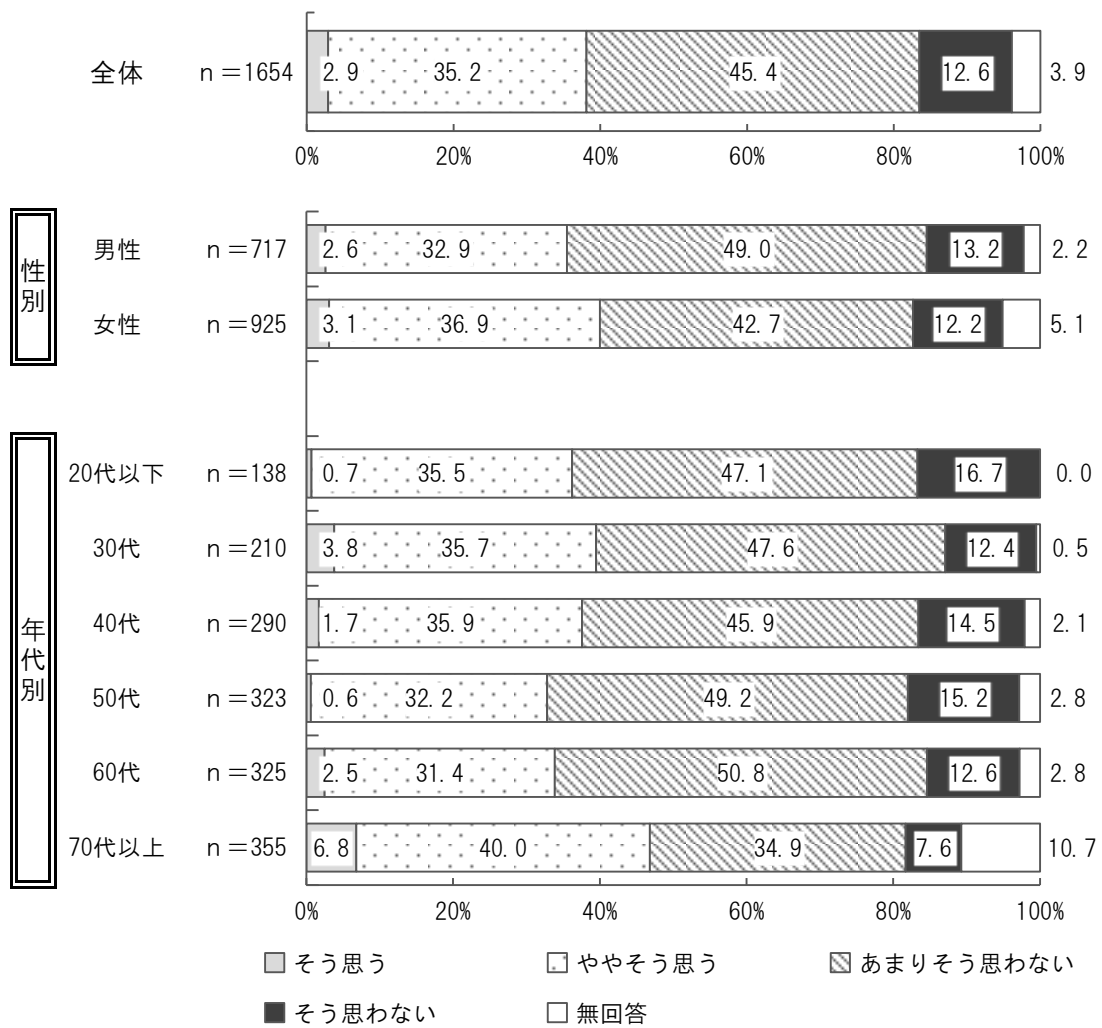 全体 n=1654 2.9 35.2 45.4 12.6 3.9
0% 20% 40% 60% 80% 100%
性別
男性 n=717 2.6 32.9 49.0 13.2 2.2
女性 n=925 3.1 36.9 42.7 12.2 5.1
年代別
20代以下 n=138 0.7 35.5 47.1 16.7 0.0
30代 n=210 3.8 35.7 47.6 12.4 0.5
40代 n=290 1.7 35.9 45.9 14.5 2.1
50代 n=323 0.6 32.2 49.2 15.2 2.8
60代 n=325 2.5 31.4 50.8 12.6 2.8
70代以上 n=355 6.8 40.0 34.9 7.6 10.7
0% 20% 40% 60% 80% 100%
そう思う ややそう思う あまりそう思わない
そう思わない 無回答